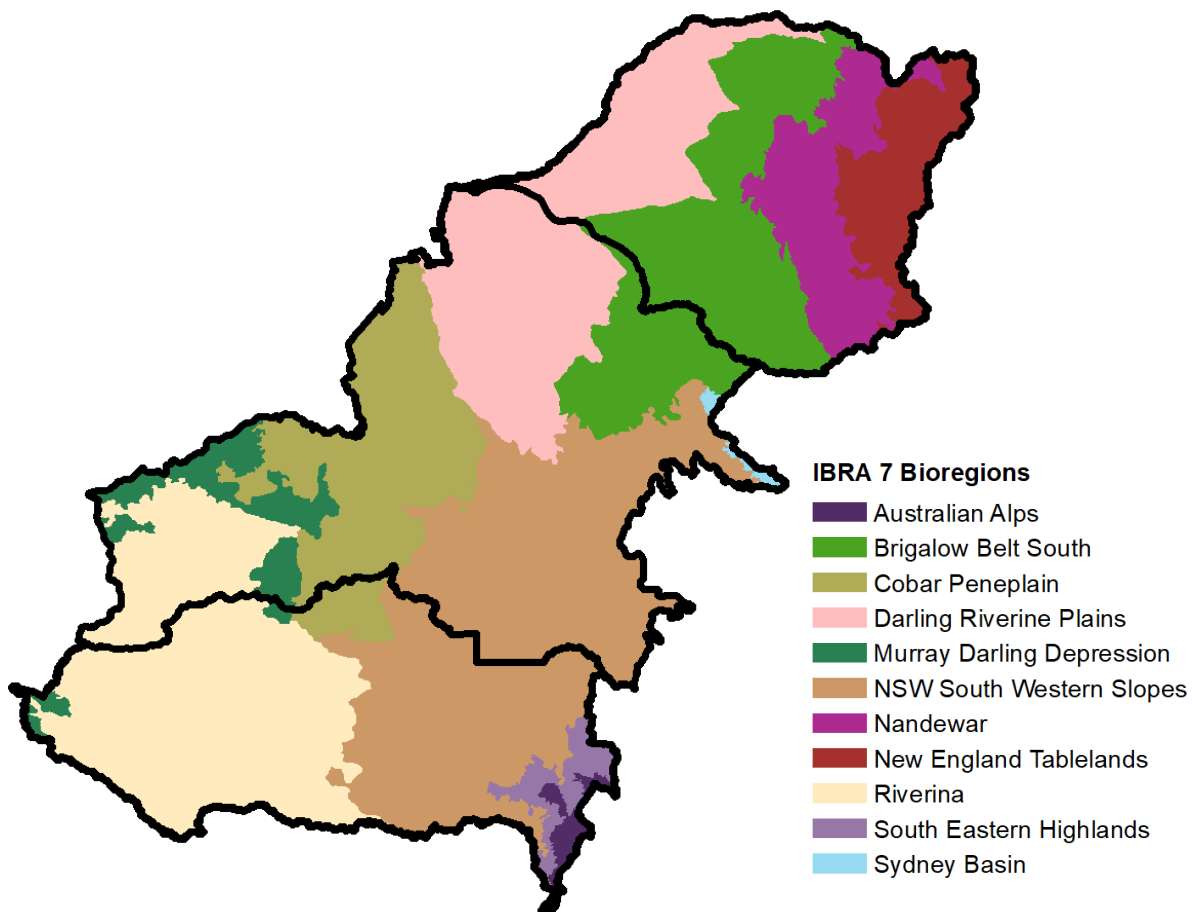 IBRA 7 Bioregions
Australian Alps
Brigalow Belt South
Cobar Peneplain
Darling Riverine Plains
Murray Darling Depression
NSW South Western Slopes
Nandewar
New England Tablelands
Riverina
South Eastern Highlands
Sydney Basin